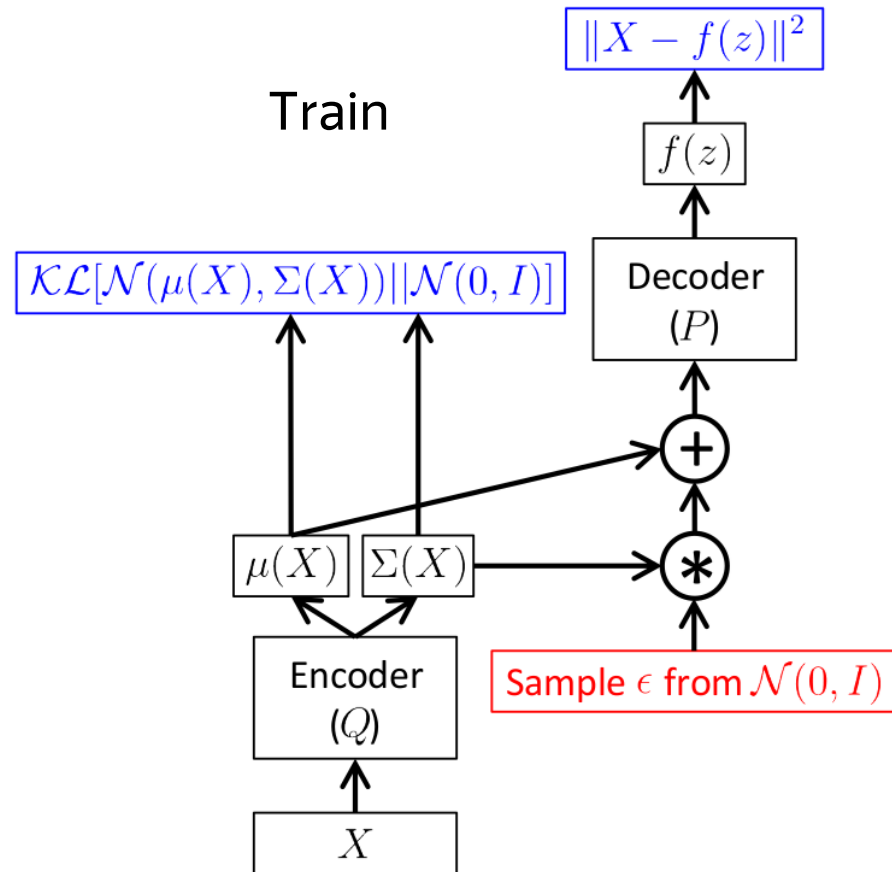 ‖X − f(z)‖²
Train
f(z)
Decoder
(P)
𝒦ℒ[𝒩(μ(X), Σ(X))||𝒩(0, I)]
+
μ(X)
Σ(X)
*
Encoder
(Q)
Sample ϵ from 𝒩(0, I)
X